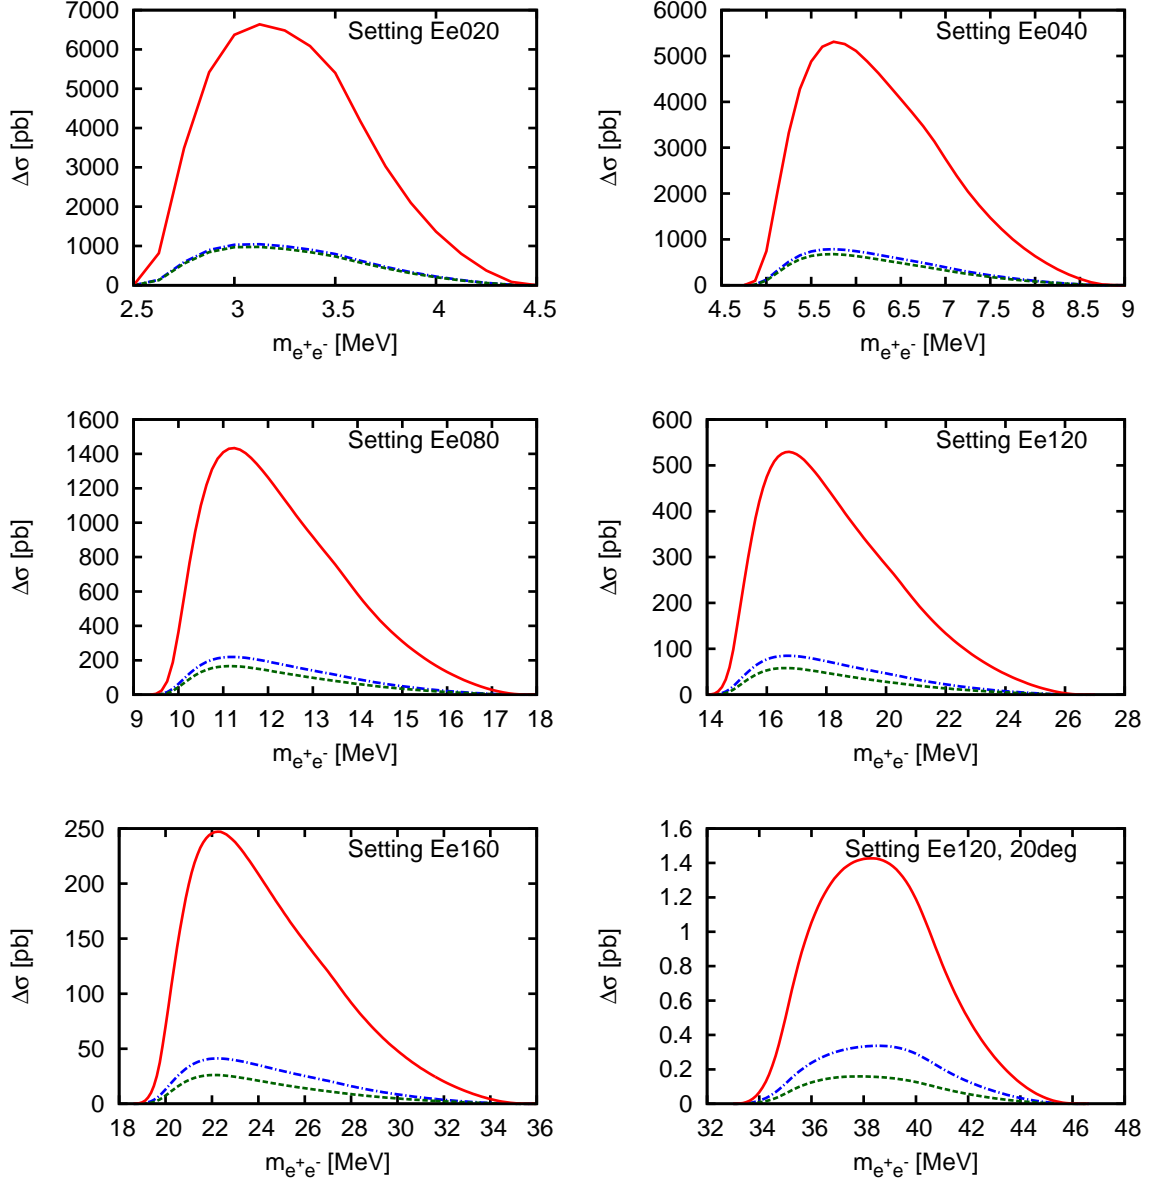 Setting Ee020
Δσ [pb]
7000
6000
5000
4000
3000
2000
1000
0
2.5 3 3.5 4 4.5
m_e+e- [MeV]
Setting Ee040
Δσ [pb]
6000
5000
4000
3000
2000
1000
0
4.5 5 5.5 6 6.5 7 7.5 8 8.5 9
m_e+e- [MeV]
Setting Ee080
Δσ [pb]
1600
1400
1200
1000
800
600
400
200
0
9 10 11 12 13 14 15 16 17 18
m_e+e- [MeV]
Setting Ee120
Δσ [pb]
600
500
400
300
200
100
0
14 16 18 20 22 24 26 28
m_e+e- [MeV]
Setting Ee160
Δσ [pb]
250
200
150
100
50
0
18 20 22 24 26 28 30 32 34 36
m_e+e- [MeV]
Setting Ee120, 20deg
Δσ [pb]
1.6
1.4
1.2
1
0.8
0.6
0.4
0.2
0
32 34 36 38 40 42 44 46 48
m_e+e- [MeV]